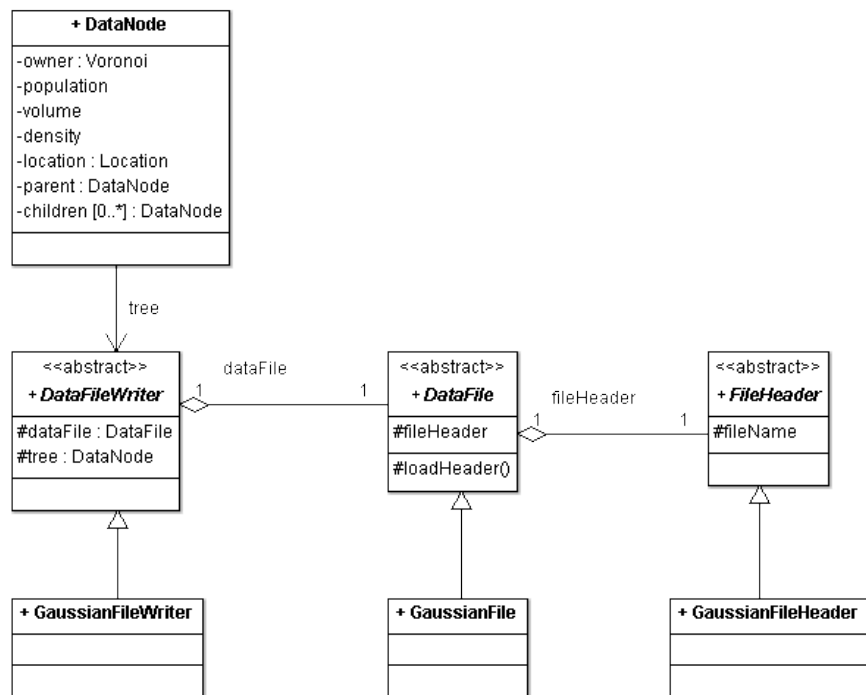 + DataNode
-owner : Voronoi
-population
-volume
-density
-location : Location
-parent : DataNode
-children [0..*] : DataNode
tree
<<abstract>>
+ DataFileWriter
#dataFile : DataFile
#tree : DataNode
dataFile
1
1
<<abstract>>
+ DataFile
#fileHeader
#loadHeader()
fileHeader
1
1
<<abstract>>
+ FileHeader
#fileName
+ GaussianFileWriter
+ GaussianFile
+ GaussianFileHeader